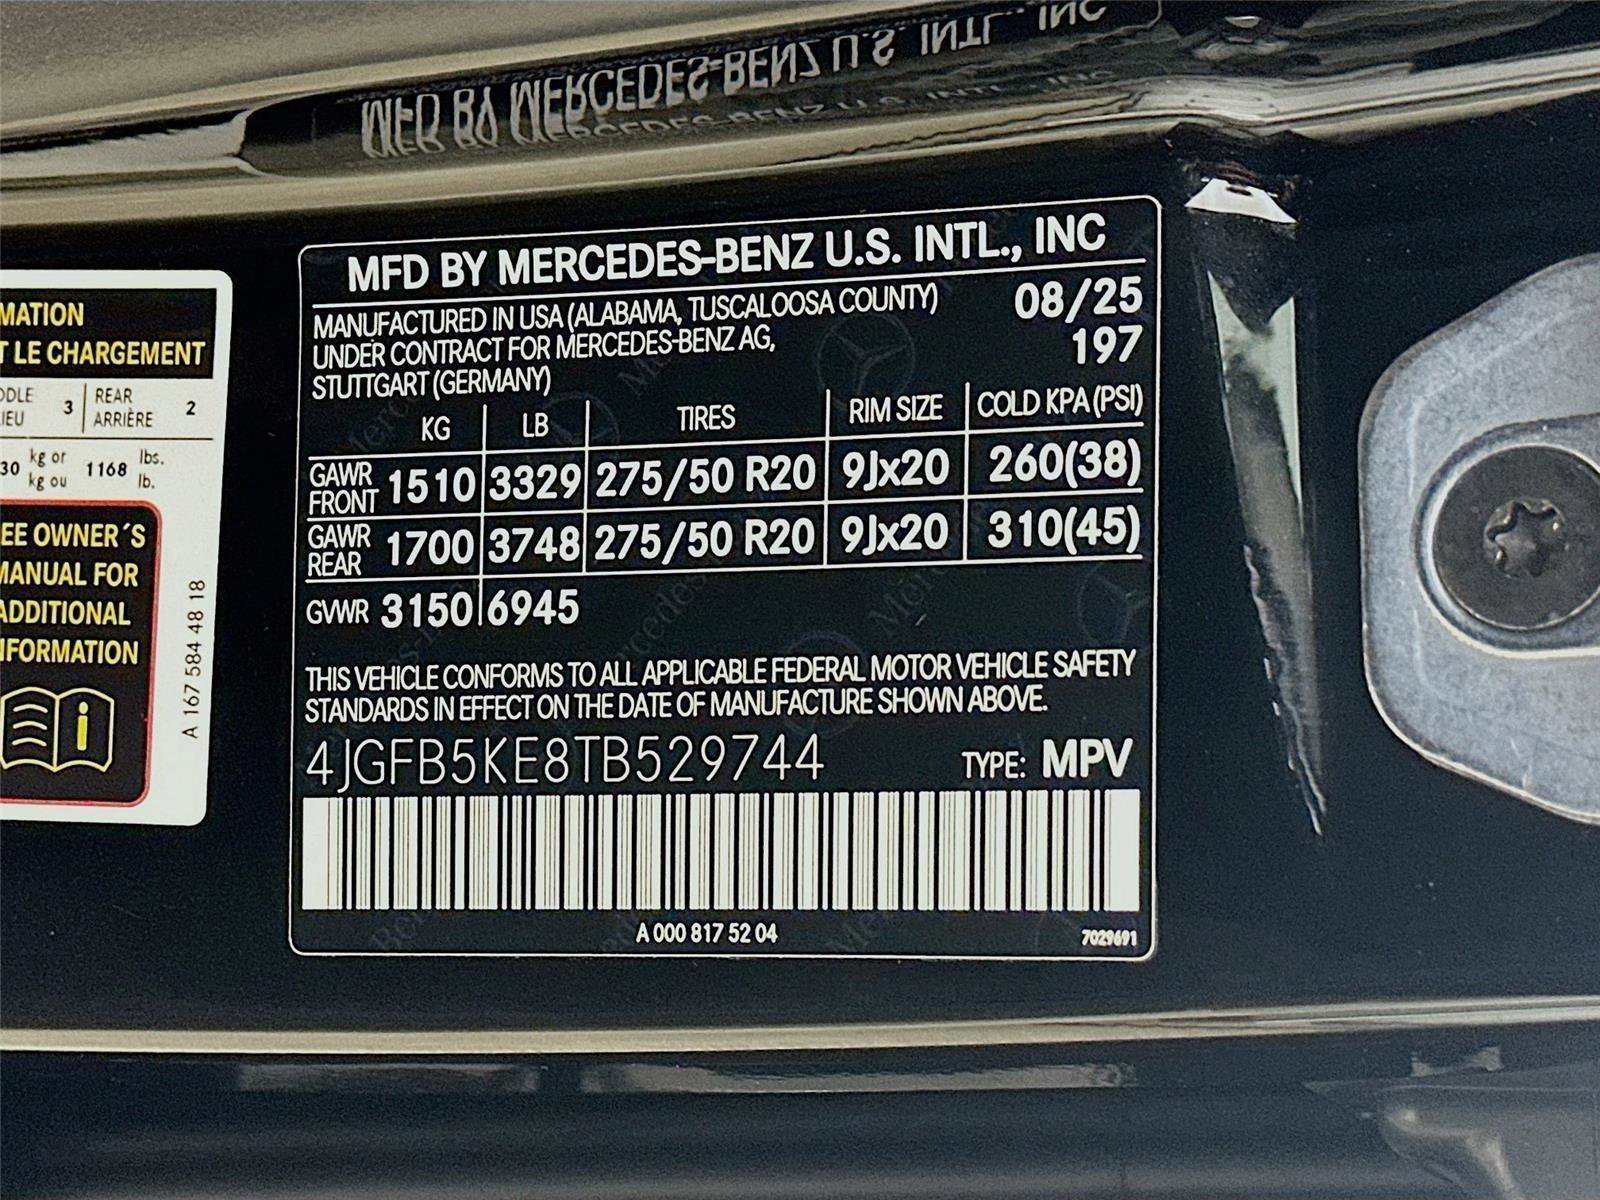 MFD BY MERCEDES-BENZ U.S. INTL., INC
MATION
T LE CHARGEMENT
REAR
ARRIÈRE
3
2
30
kg or
kg ou
1168
lbs.
lb.
EE OWNER´S
MANUAL FOR
ADDITIONAL
INFORMATION
A 167 584 48 18
MFD BY MERCEDES-BENZ U.S. INTL., INC
MANUFACTURED IN USA (ALABAMA, TUSCALOOSA COUNTY) 08/25
UNDER CONTRACT FOR MERCEDES-BENZ AG, 197
STUTTGART (GERMANY)
KG LB TIRES RIM SIZE COLD KPA (PSI)
GAWR FRONT 1510 3329 275/50 R20 9Jx20 260(38)
GAWR REAR 1700 3748 275/50 R20 9Jx20 310(45)
GVWR 3150 6945
THIS VEHICLE CONFORMS TO ALL APPLICABLE FEDERAL MOTOR VEHICLE SAFETY
STANDARDS IN EFFECT ON THE DATE OF MANUFACTURE SHOWN ABOVE.
4JGFB5KE8TB529744 TYPE: MPV
A 000 817 52 04
7029691